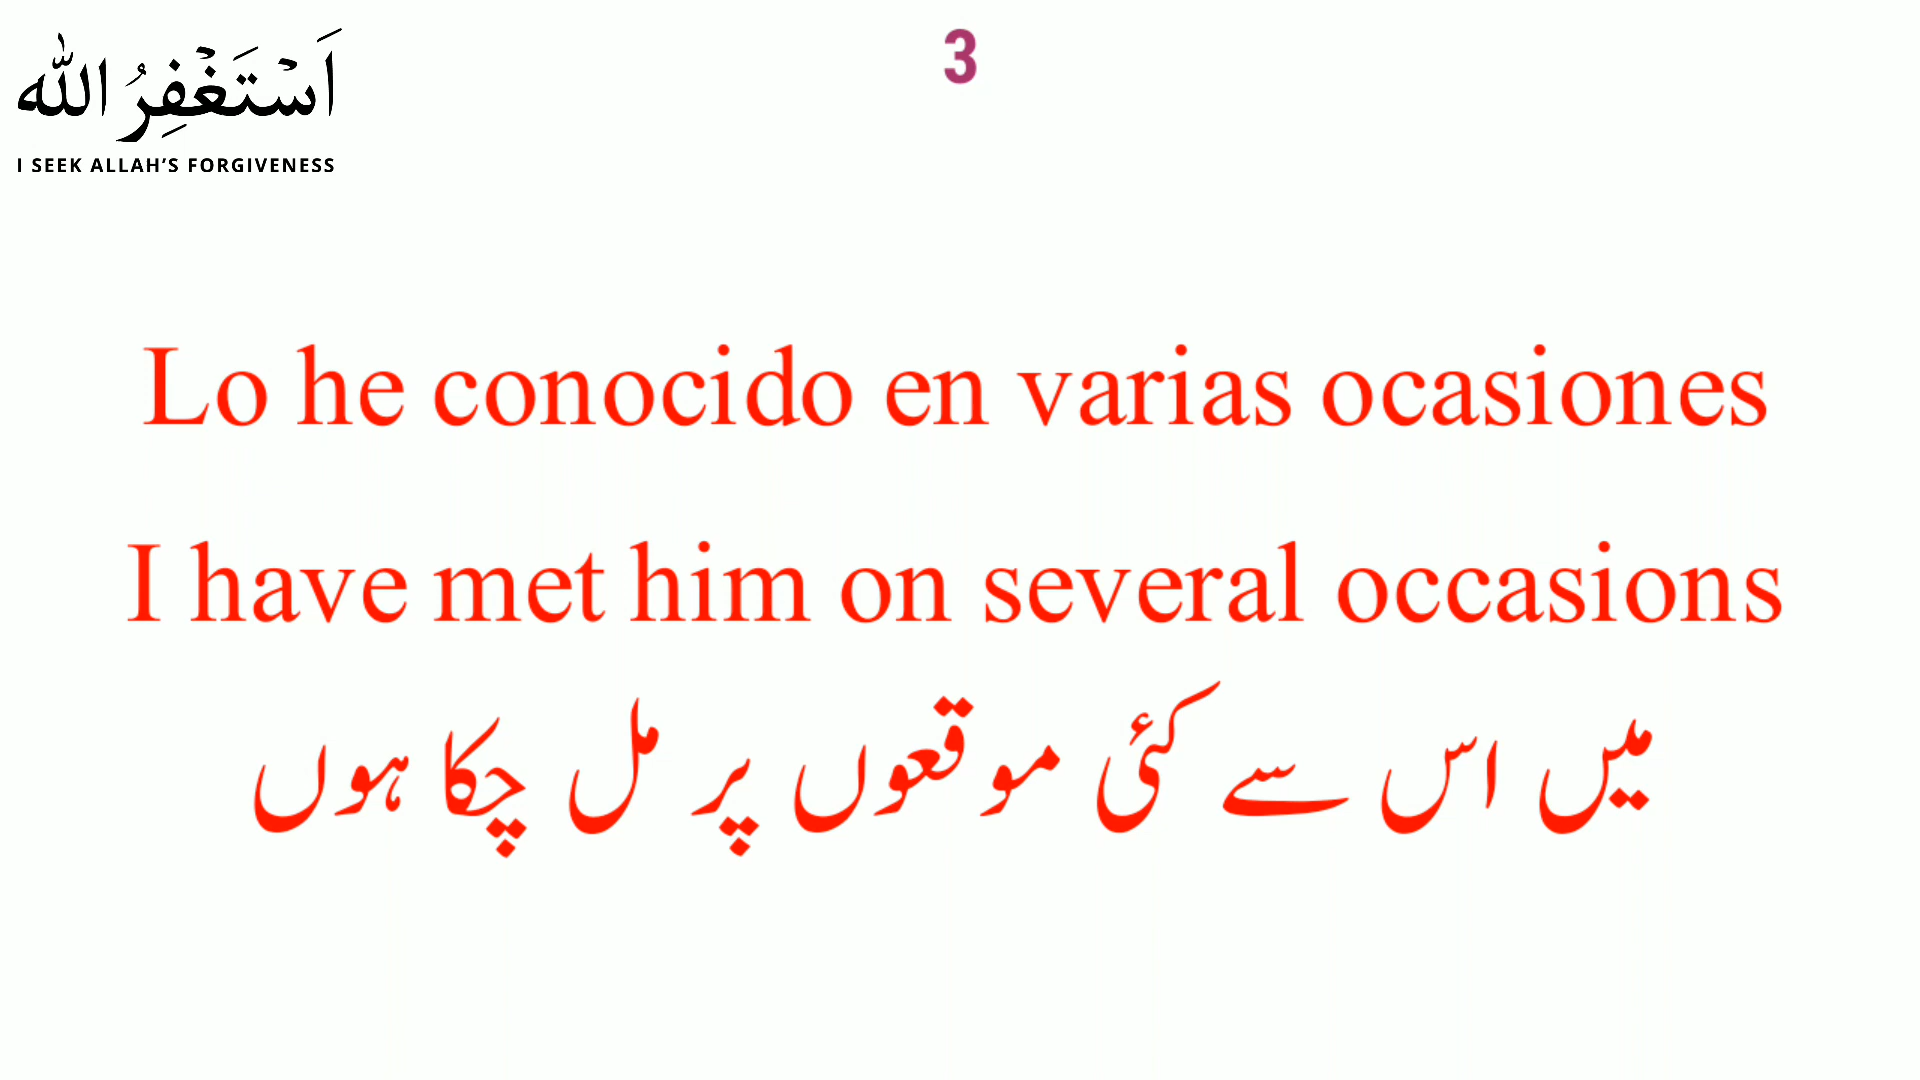 اَسْتَغْفِرُ اللّٰه
I SEEK ALLAH’S FORGIVENESS
3
Lo he conocido en varias ocasiones
I have met him on several occasions
میں اس سے کئی موقعوں پر مل چکا ہوں